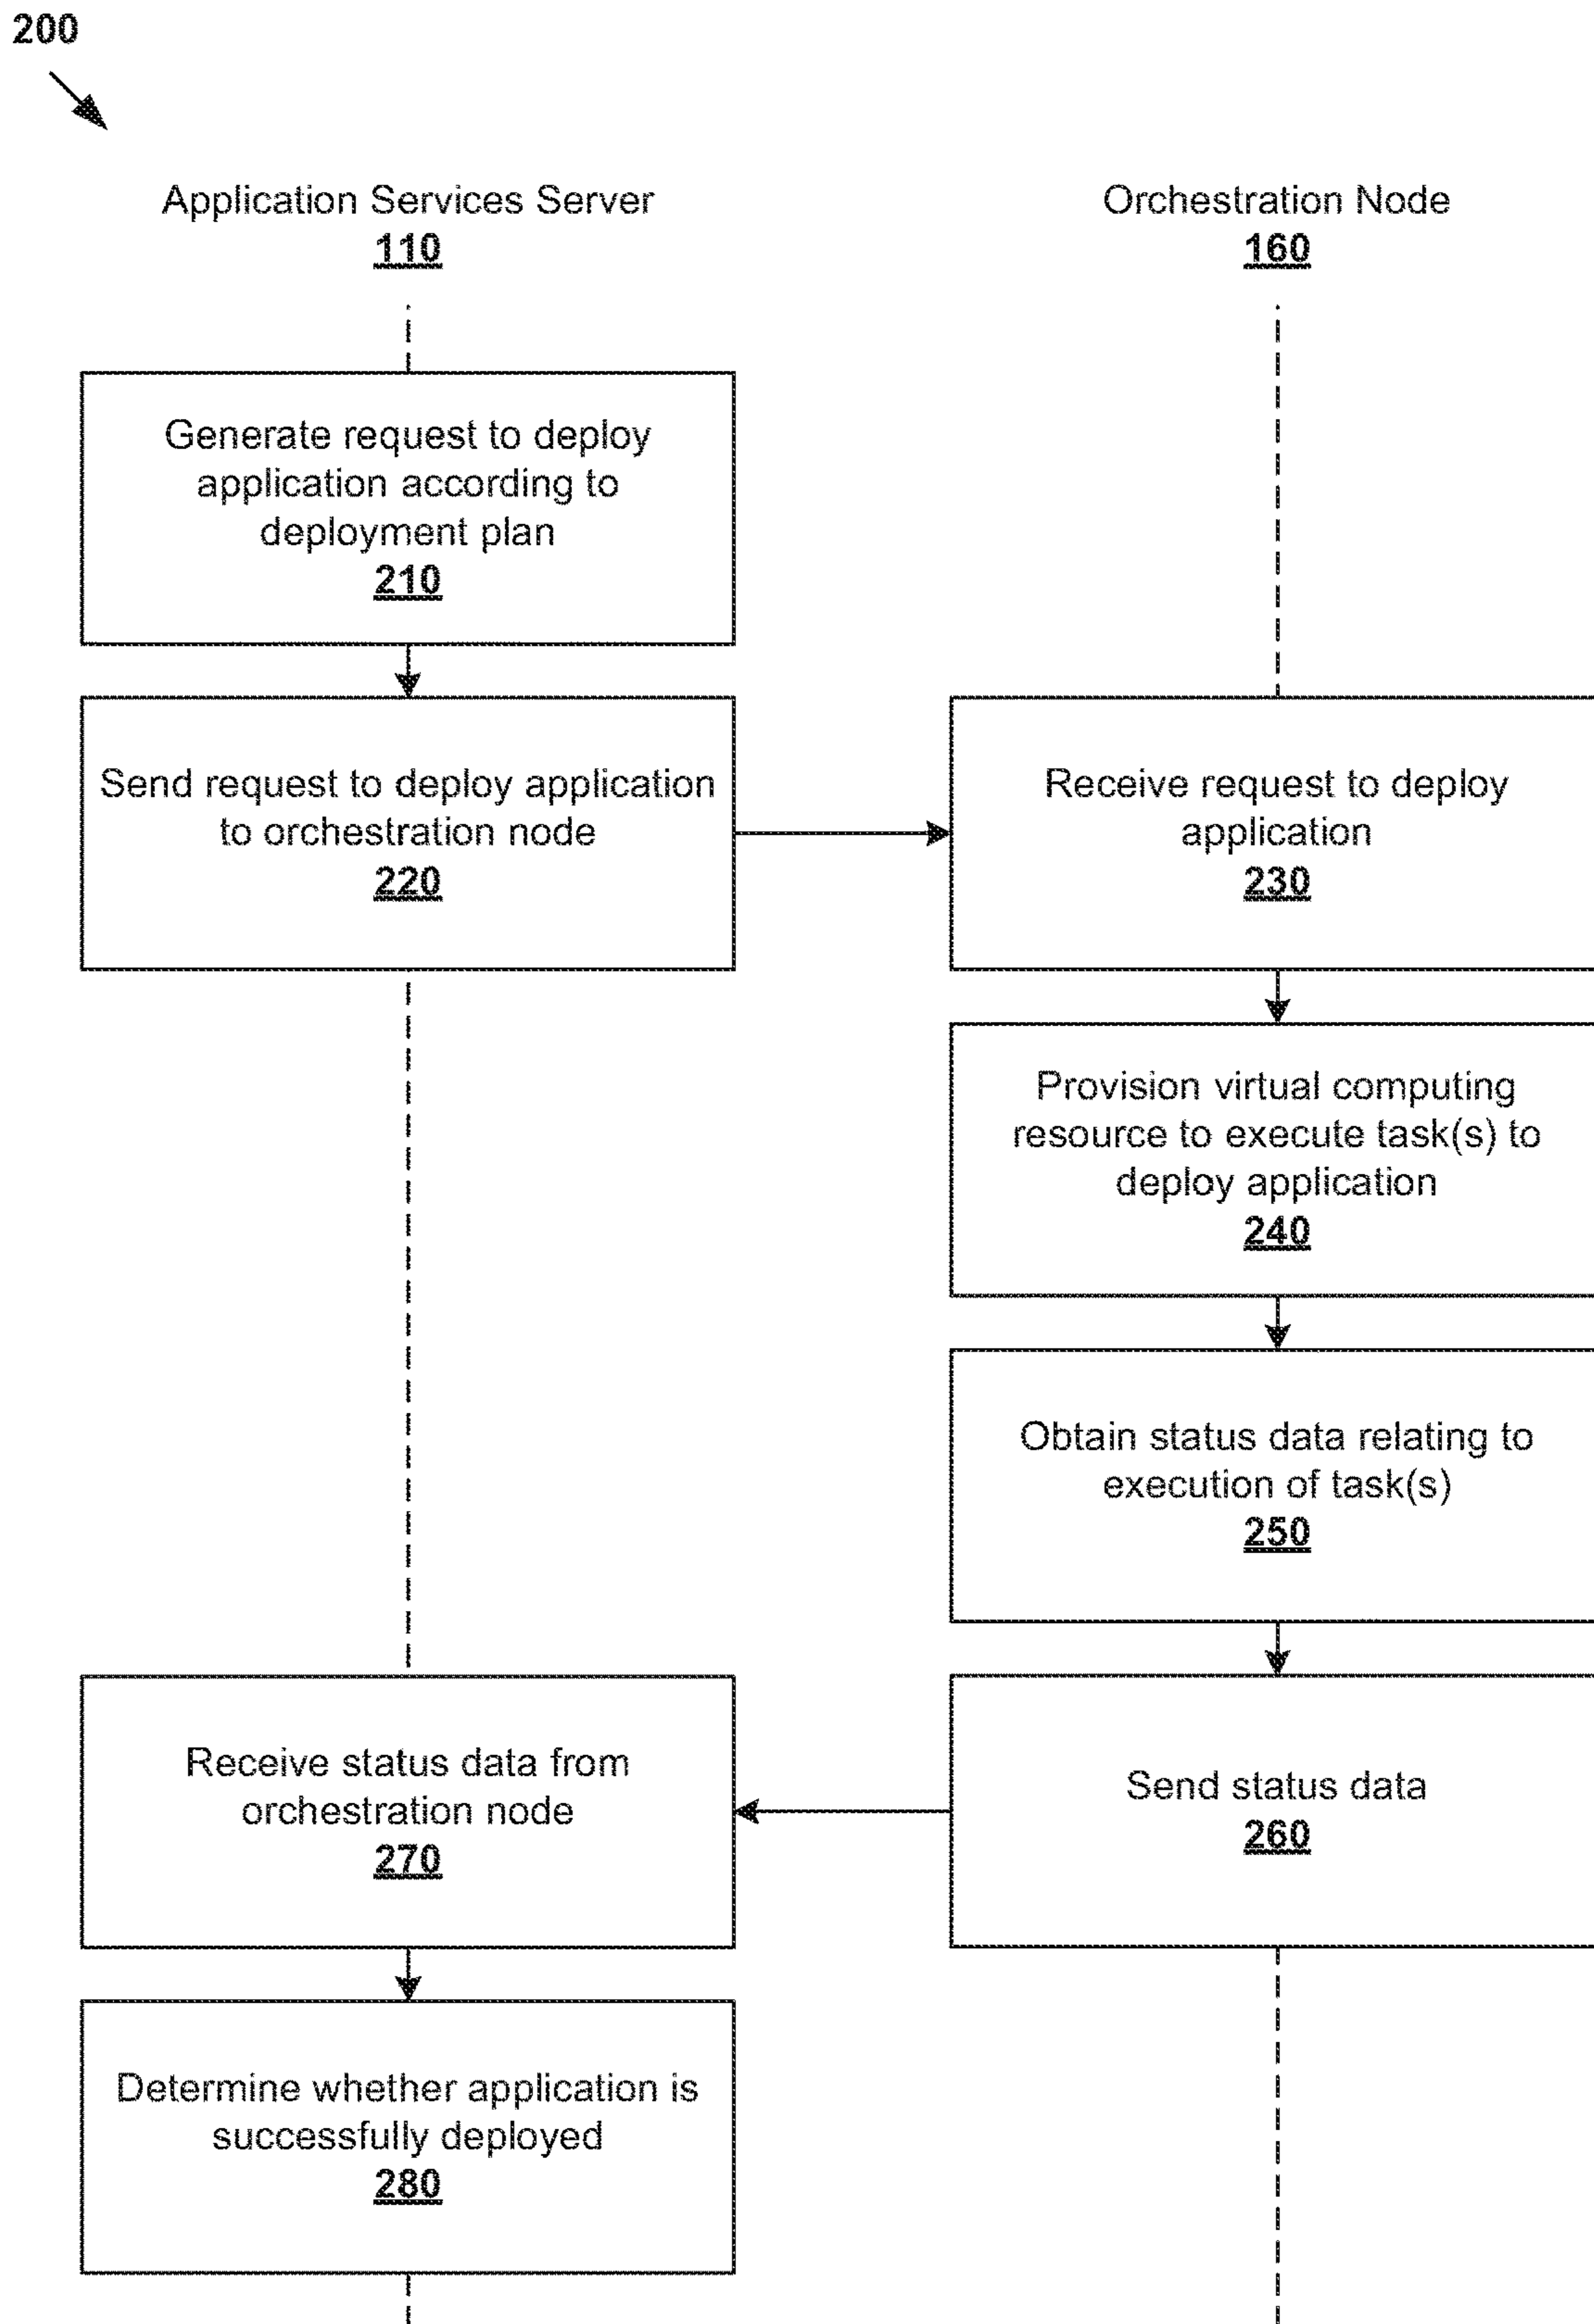 200
Application Services Server
110
Orchestration Node
160
Generate request to deploy
application according to
deployment plan
210
Send request to deploy application
to orchestration node
220
Receive request to deploy
application
230
Provision virtual computing
resource to execute task(s) to
deploy application
240
Obtain status data relating to
execution of task(s)
250
Receive status data from
orchestration node
270
Send status data
260
Determine whether application is
successfully deployed
280